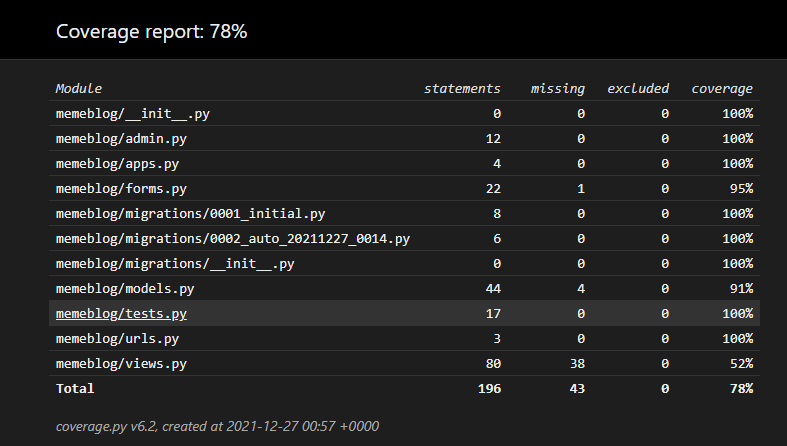 Coverage report: 78%
Module statements missing excluded coverage
memeblog/__init__.py 0 0 0 100%
memeblog/admin.py 12 0 0 100%
memeblog/apps.py 4 0 0 100%
memeblog/forms.py 22 1 0 95%
memeblog/migrations/0001_initial.py 8 0 0 100%
memeblog/migrations/0002_auto_20211227_0014.py 6 0 0 100%
memeblog/migrations/__init__.py 0 0 0 100%
memeblog/models.py 44 4 0 91%
memeblog/tests.py 17 0 0 100%
memeblog/urls.py 3 0 0 100%
memeblog/views.py 80 38 0 52%
Total 196 43 0 78%
coverage.py v6.2, created at 2021-12-27 00:57 +0000